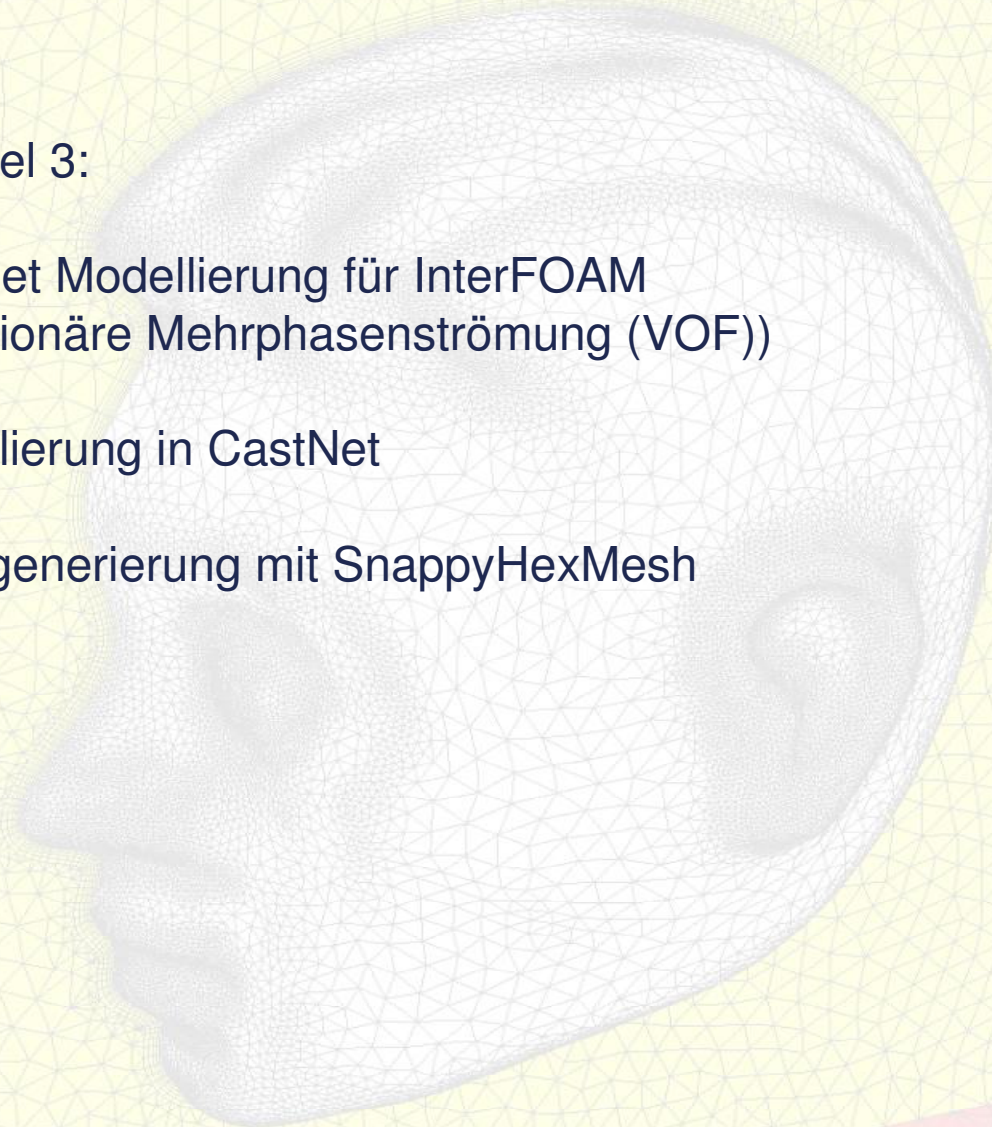 el 3:
et Modellierung für InterFOAM
ionäre Mehrphasenströmung (VOF))
lierung in CastNet
generierung mit SnappyHexMesh